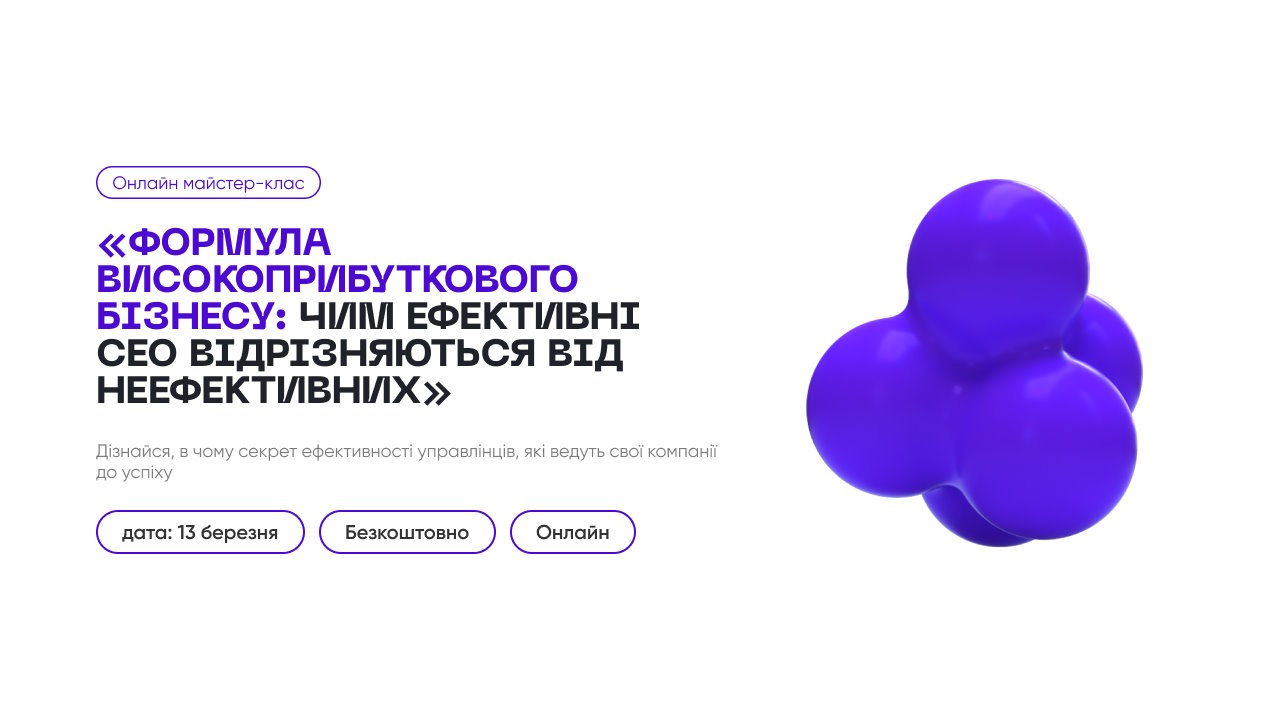 Онлайн майстер-клас
«ФОРМУЛА
ВИСОКОПРИБУТКОВОГО
БІЗНЕСУ: ЧИМ ЕФЕКТИВНІ
СЕО ВІДРІЗНЯЮТЬСЯ ВІД
НЕЕФЕКТИВНИХ»
Дізнайся, в чому секрет ефективності управлінців, які ведуть свої компанії
до успіху
дата: 13 березня
Безкоштовно
Онлайн